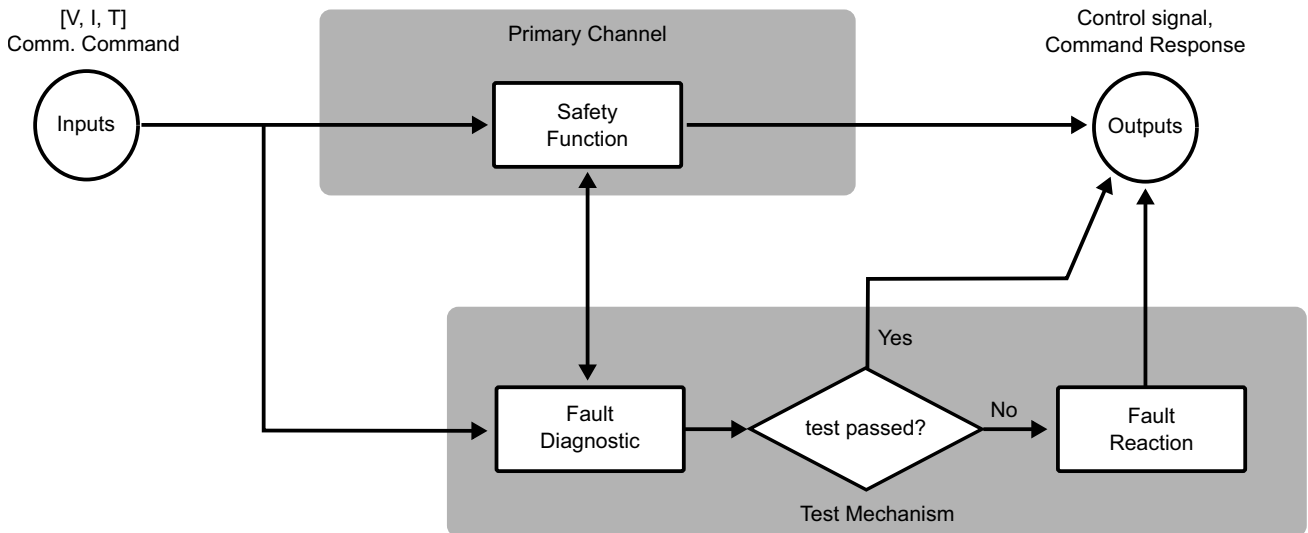 [V, I, T]
Comm. Command
Inputs
Primary Channel
Safety
Function
Control signal,
Command Response
Outputs
Fault
Diagnostic
test passed?
Yes
No
Fault
Reaction
Test Mechanism